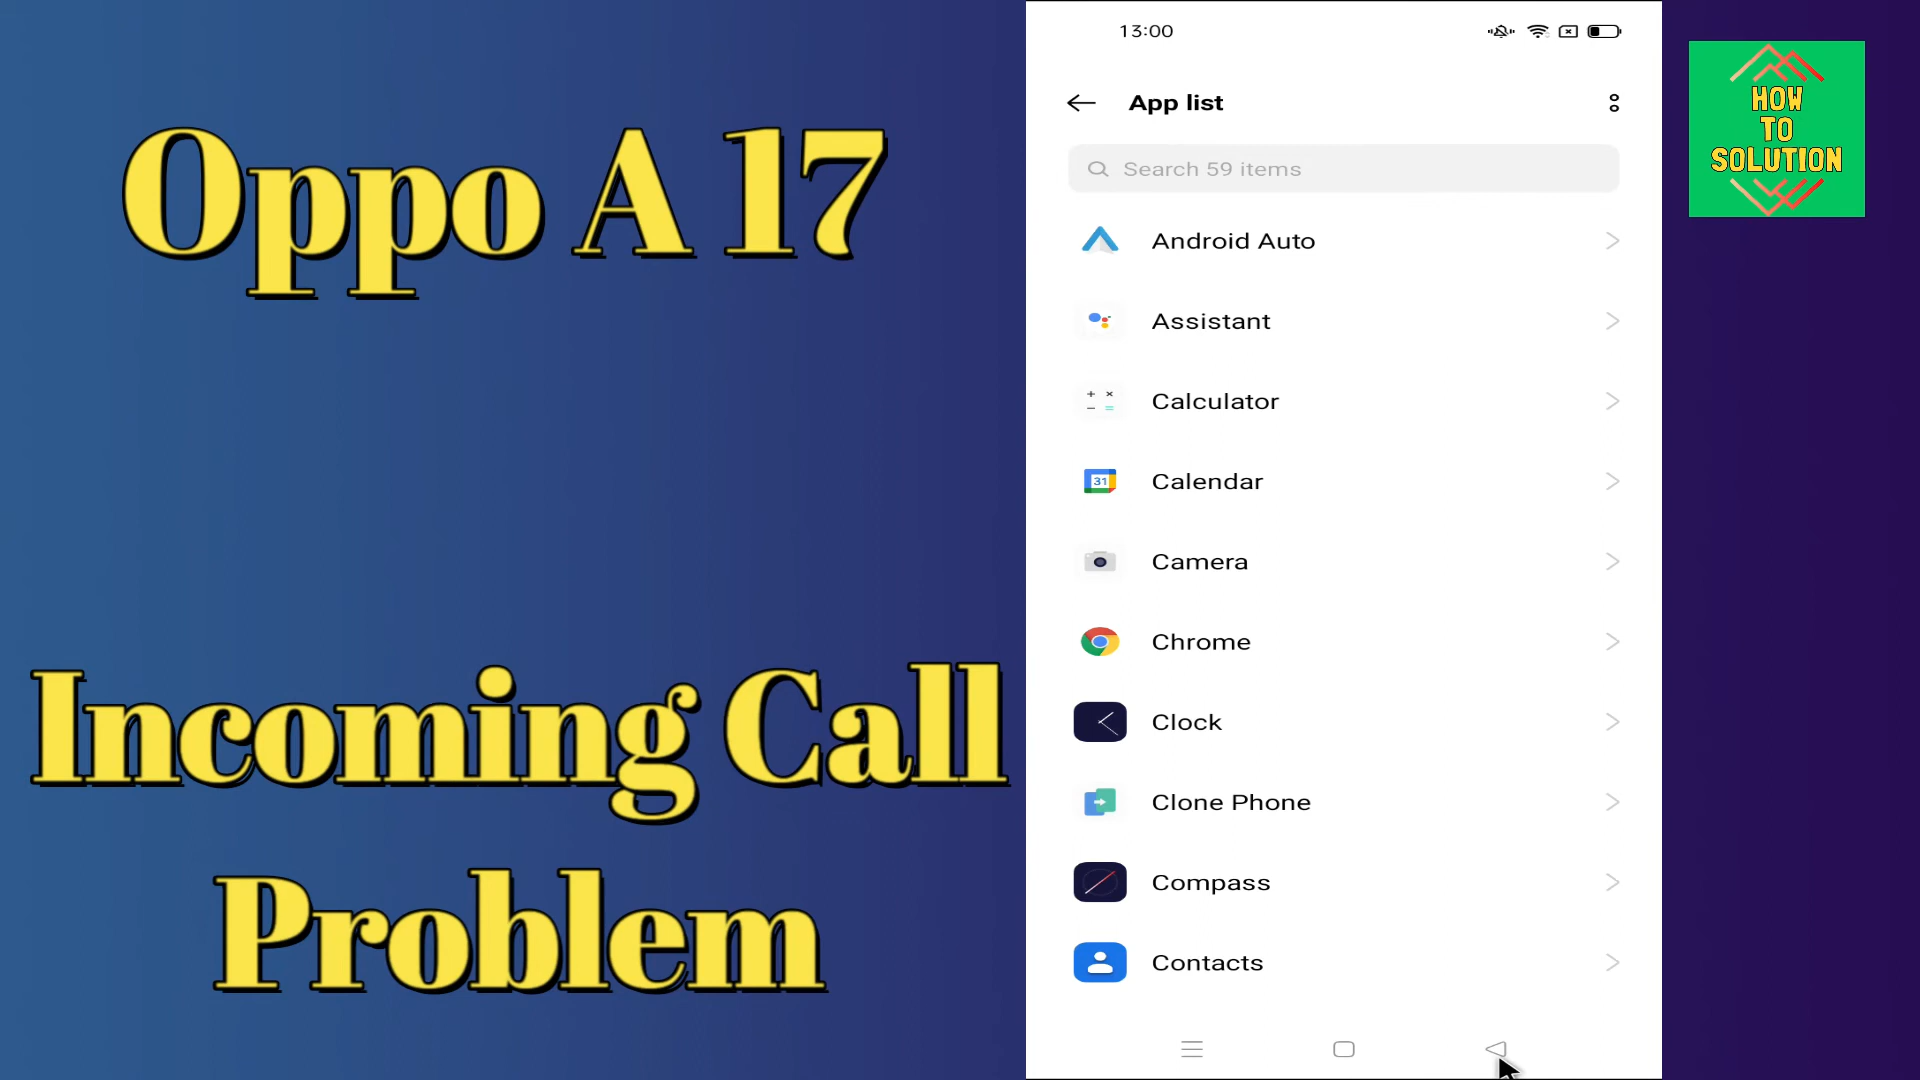 Oppo A 17
Incoming Call
Problem
13:00
App list
Search 59 items
Android Auto
Assistant
Calculator
31
Calendar
Camera
Chrome
Clock
Clone Phone
Compass
Contacts
HOW
TO
SOLUTION